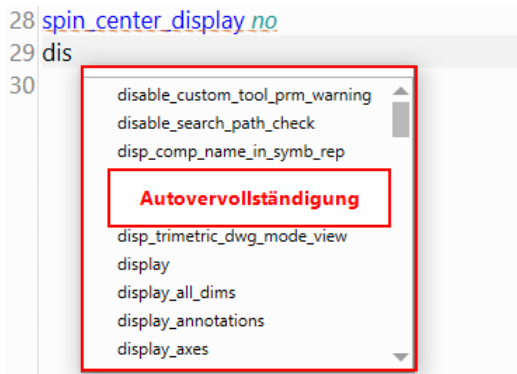 28 spin_center_display no
29 dis
30
disable_custom_tool_prm_warning
disable_search_path_check
disp_comp_name_in_symb_rep
Autovervollständigung
disp_trimetric_dwg_mode_view
display
display_all_dims
display_annotations
display_axes